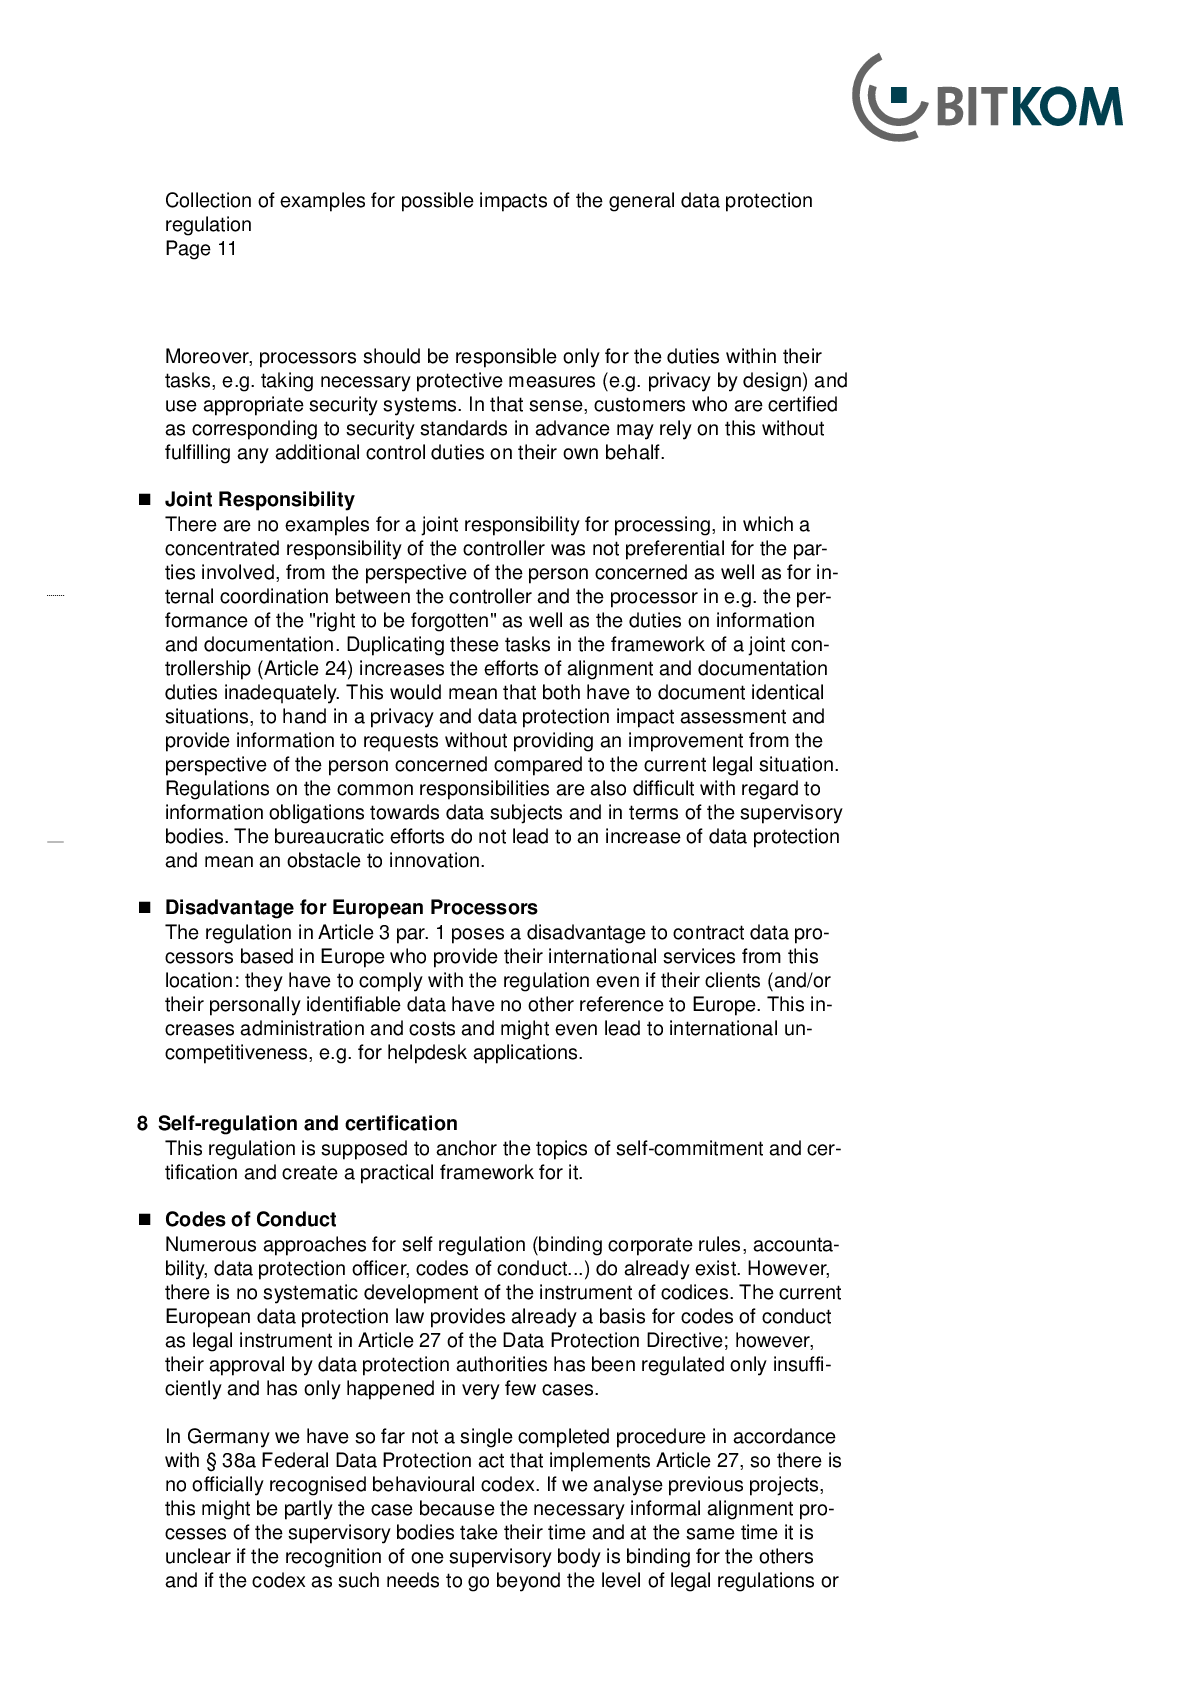 BITKOM
Collection of examples for possible impacts of the general data protection
regulation
Page 11
Moreover, processors should be responsible only for the duties within their
tasks, e.g. taking necessary protective measures (e.g. privacy by design) and
use appropriate security systems. In that sense, customers who are certified
as corresponding to security standards in advance may rely on this without
fulfilling any additional control duties on their own behalf.
■ Joint Responsibility
There are no examples for a joint responsibility for processing, in which a
concentrated responsibility of the controller was not preferential for the par-
ties involved, from the perspective of the person concerned as well as for in-
ternal coordination between the controller and the processor in e.g. the per-
formance of the "right to be forgotten" as well as the duties on information
and documentation. Duplicating these tasks in the framework of a joint con-
trollership (Article 24) increases the efforts of alignment and documentation
duties inadequately. This would mean that both have to document identical
situations, to hand in a privacy and data protection impact assessment and
provide information to requests without providing an improvement from the
perspective of the person concerned compared to the current legal situation.
Regulations on the common responsibilities are also difficult with regard to
information obligations towards data subjects and in terms of the supervisory
bodies. The bureaucratic efforts do not lead to an increase of data protection
and mean an obstacle to innovation.
■ Disadvantage for European Processors
The regulation in Article 3 par. 1 poses a disadvantage to contract data pro-
cessors based in Europe who provide their international services from this
location: they have to comply with the regulation even if their clients (and/or
their personally identifiable data have no other reference to Europe. This in-
creases administration and costs and might even lead to international un-
competitiveness, e.g. for helpdesk applications.
8 Self-regulation and certification
This regulation is supposed to anchor the topics of self-commitment and cer-
tification and create a practical framework for it.
■ Codes of Conduct
Numerous approaches for self regulation (binding corporate rules, accounta-
bility, data protection officer, codes of conduct...) do already exist. However,
there is no systematic development of the instrument of codices. The current
European data protection law provides already a basis for codes of conduct
as legal instrument in Article 27 of the Data Protection Directive; however,
their approval by data protection authorities has been regulated only insuffi-
ciently and has only happened in very few cases.
In Germany we have so far not a single completed procedure in accordance
with § 38a Federal Data Protection act that implements Article 27, so there is
no officially recognised behavioural codex. If we analyse previous projects,
this might be partly the case because the necessary informal alignment pro-
cesses of the supervisory bodies take their time and at the same time it is
unclear if the recognition of one supervisory body is binding for the others
and if the codex as such needs to go beyond the level of legal regulations or